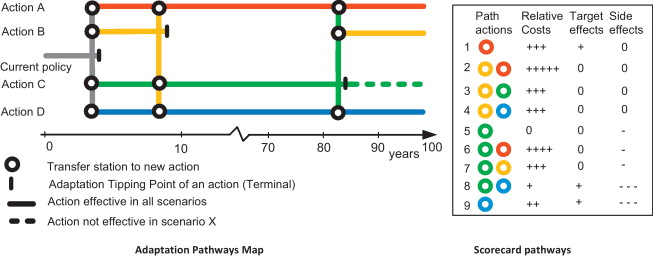 Action A
Action B
Current policy
Action C
Action D
0 10 70 80 90 100
years
Transfer station to new action
Adaptation Tipping Point of an action (Terminal)
Action effective in all scenarios
Action not effective in scenario X
Adaptation Pathways Map
Path actions Relative Costs Target effects Side effects
1 +++ + 0
2 +++++ 0 0
3 +++ 0 0
4 +++ 0 0
5 0 0 -
6 ++++ 0 -
7 +++ 0 -
8 + + ---
9 ++ + ---
Scorecard pathways